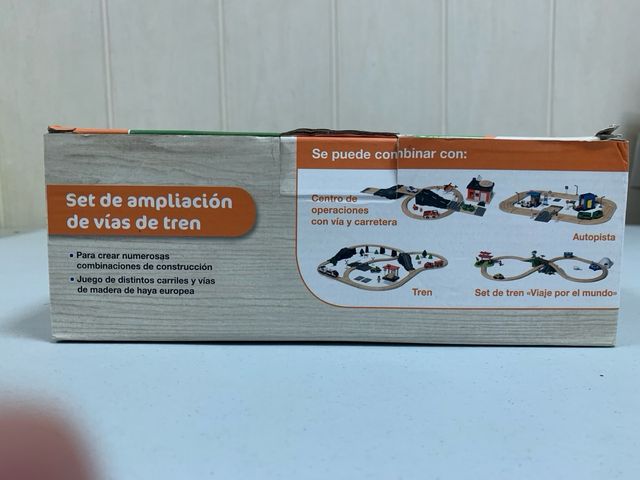 Set de ampliación
de vías de tren
▪ Para crear numerosas
combinaciones de construcción
▪ Juego de distintos carriles y vías
de madera de haya europea
Se puede combinar con:
Centro de
operaciones
con vía y carretera
Autopista
Tren
Set de tren «Viaje por el mundo»